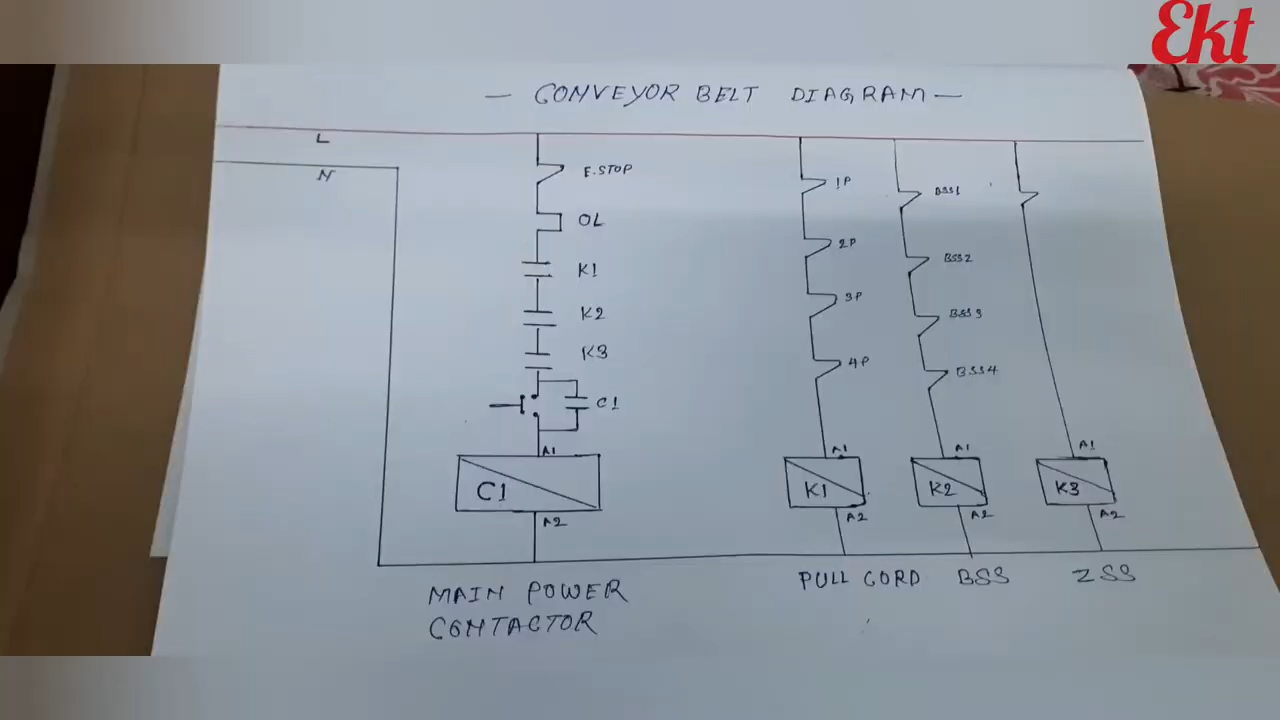 Ekt
— CONVEYOR BELT DIAGRAM —
L
N
E.STOP
OL
K1
K2
K3
C1
A1
C1
A2
MAIN POWER
CONTACTOR
1P
2P
3P
4P
A1
K1
A2
PULL CORD
BSS1
BSS2
BSS3
BSS4
A1
K2
A2
BSS
A1
K3
A2
ZSS